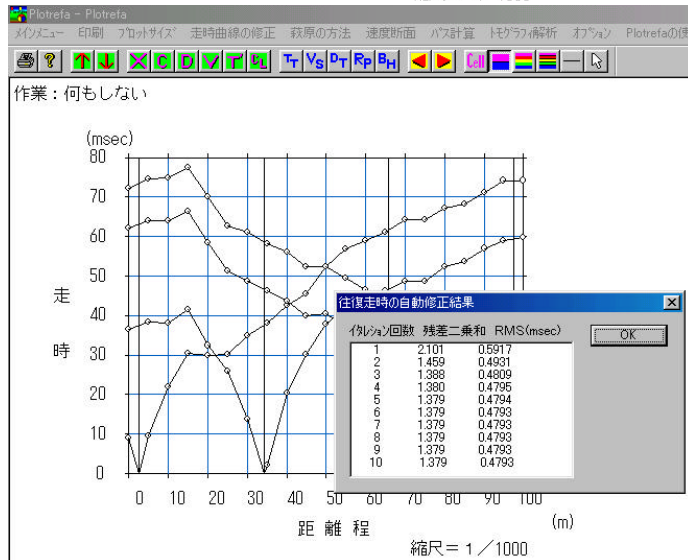 Plotrefa - Plotrefa
メインメニュー 印刷 プロットサイズ 走時曲線の修正 萩原の方法 速度断面 パス計算 トモグラフィ解析 オプション Plotrefaの使
X C D T TT VS DT RP BH Cell
作業：何もしない
(msec)
80
70
60
50
走
40
時
30
20
10
0
往復走時の自動修正結果
イタレション回数 残差二乗和 RMS(msec)
OK
1 2.101 0.5917
2 1.459 0.4931
3 1.388 0.4809
4 1.380 0.4795
5 1.379 0.4794
6 1.379 0.4793
7 1.379 0.4793
8 1.379 0.4793
9 1.379 0.4793
10 1.379 0.4793
0 10 20 30 40 50 60 70 80 90 100
距 離 程
(m)
縮尺＝１／1000